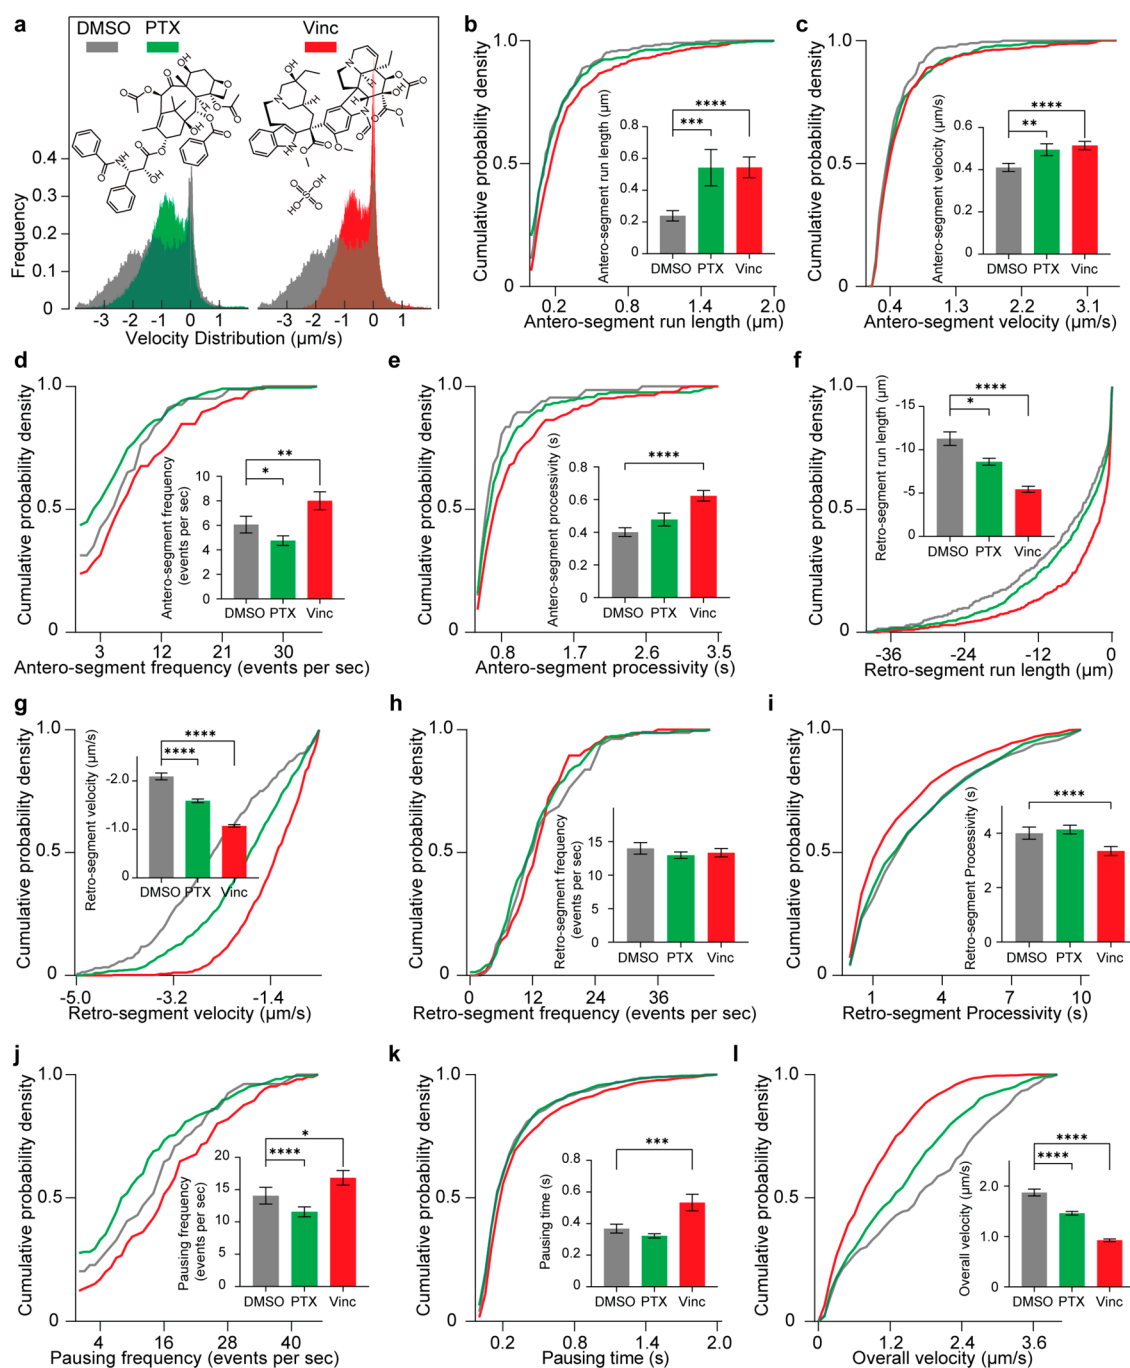 a
DMSO PTX Vinc
Frequency
0.4
0.3
0.2
0.1
0
-3 -2 -1 0 1 -3 -2 -1 0 1
Velocity Distribution (µm/s)
b
Cumulative probability density
1.0
0.5
0
0.2 0.8 1.4 2.0
Antero-segment run length (µm)
Antero-segment run length (µm)
0.8
0.6
0.4
0.2
0
*** ****
DMSO PTX Vinc
c
Cumulative probability density
1.0
0.5
0
0.4 1.3 2.2 3.1
Antero-segment velocity (µm/s)
Antero-segment velocity (µm/s)
0.6
0.4
0.2
0
** ****
DMSO PTX Vinc
d
Cumulative probability density
1.0
0.5
0
3 12 21 30
Antero-segment frequency (events per sec)
Antero-segment frequency
(events per sec)
10
8
6
4
2
0
* **
DMSO PTX Vinc
e
Cumulative probability density
1.0
0.5
0
0.8 1.7 2.6 3.5
Antero-segment processivity (s)
Antero-segment processivity (s)
0.8
0.6
0.4
0.2
0
****
DMSO PTX Vinc
f
Cumulative probability density
1.0
0.5
0
-36 -24 -12 0
Retro-segment run length (µm)
Retro-segment run length (µm)
-15
-10
-5
0
* ****
DMSO PTX Vinc
g
Cumulative probability density
1.0
0.5
0
-5.0 -3.2 -1.4
Retro-segment velocity (µm/s)
Retro-segment velocity (µm/s)
-2.0
-1.0
0
**** ****
DMSO PTX Vinc
h
Cumulative probability density
1.0
0.5
0
0 12 24 36
Retro-segment frequency (events per sec)
Retro-segment frequency
(events per sec)
15
10
5
0
DMSO PTX Vinc
i
Cumulative probability density
1.0
0.5
0
1 4 7 10
Retro-segment Processivity (s)
Retro-segment Processivity (s)
4
2
0
****
DMSO PTX Vinc
j
Cumulative probability density
1.0
0.5
0
4 16 28 40
Pausing frequency (events per sec)
Pausing frequency
(events per sec)
20
15
10
5
0
**** *
DMSO PTX Vinc
k
Cumulative probability density
1.0
0.5
0
0.2 0.8 1.4 2.0
Pausing time (s)
Pausing time (s)
0.8
0.6
0.4
0.2
0
***
DMSO PTX Vinc
l
Cumulative probability density
1.0
0.5
0
0 1.2 2.4 3.6
Overall velocity (µm/s)
Overall velocity (µm/s)
2.0
1.0
0
**** ****
DMSO PTX Vinc